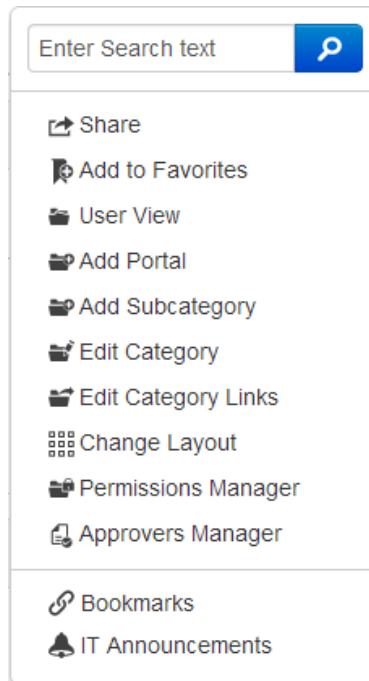 Enter Search text
Share
Add to Favorites
User View
Add Portal
Add Subcategory
Edit Category
Edit Category Links
Change Layout
Permissions Manager
Approvers Manager
Bookmarks
IT Announcements